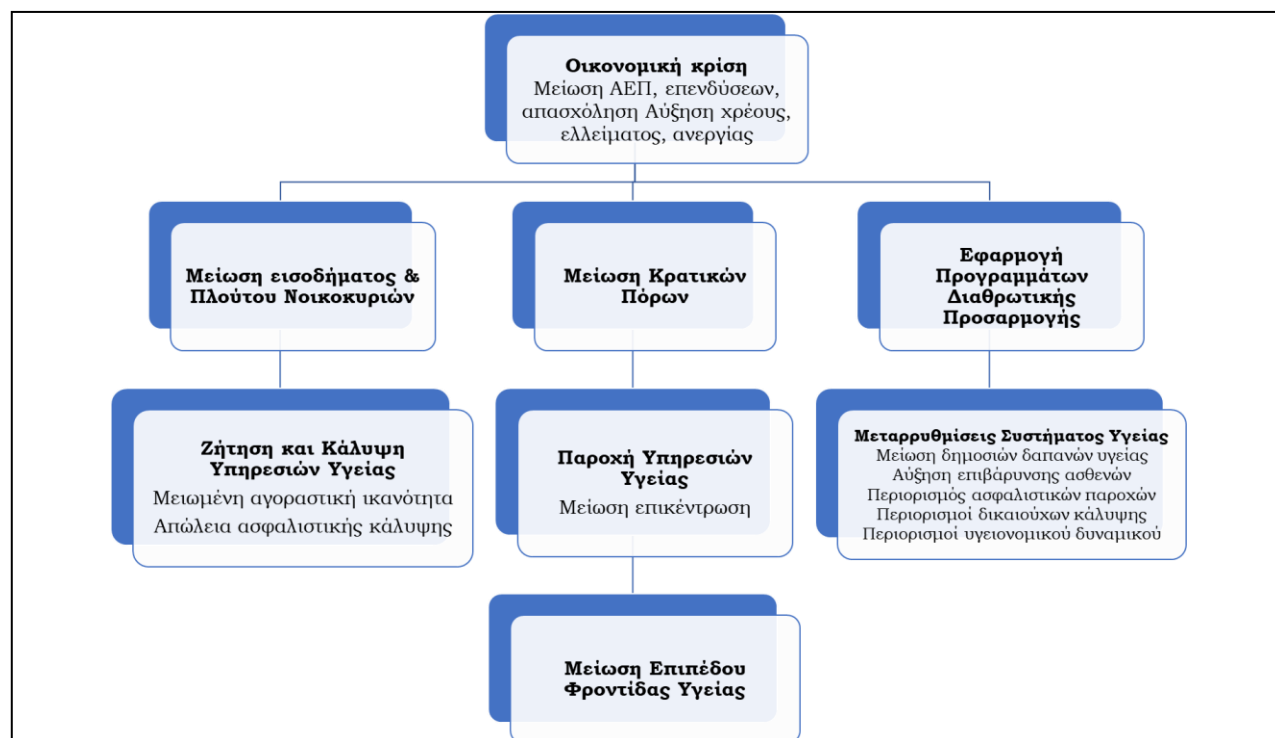 Οικονομική κρίση
Μείωση ΑΕΠ, επενδύσεων,
απασχόληση Αύξηση χρέους,
ελλείματος, ανεργίας
Μείωση εισοδήματος &
Πλούτου Νοικοκυριών
Μείωση Κρατικών
Πόρων
Εφαρμογή
Προγραμμάτων
Διαθρωτικής
Προσαρμογής
Ζήτηση και Κάλυψη
Υπηρεσιών Υγείας
Μειωμένη αγοραστική ικανότητα
Απώλεια ασφαλιστικής κάλυψης
Παροχή Υπηρεσιών
Υγείας
Μείωση επικέντρωση
Μεταρρυθμίσεις Συστήματος Υγείας
Μείωση δημοσιών δαπανών υγείας
Αύξηση επιβάρυνσης ασθενών
Περιορισμός ασφαλιστικών παροχών
Περιορισμοί δικαιούχων κάλυψης
Περιορισμοί υγειονομικού δυναμικού
Μείωση Επιπέδου
Φροντίδας Υγείας